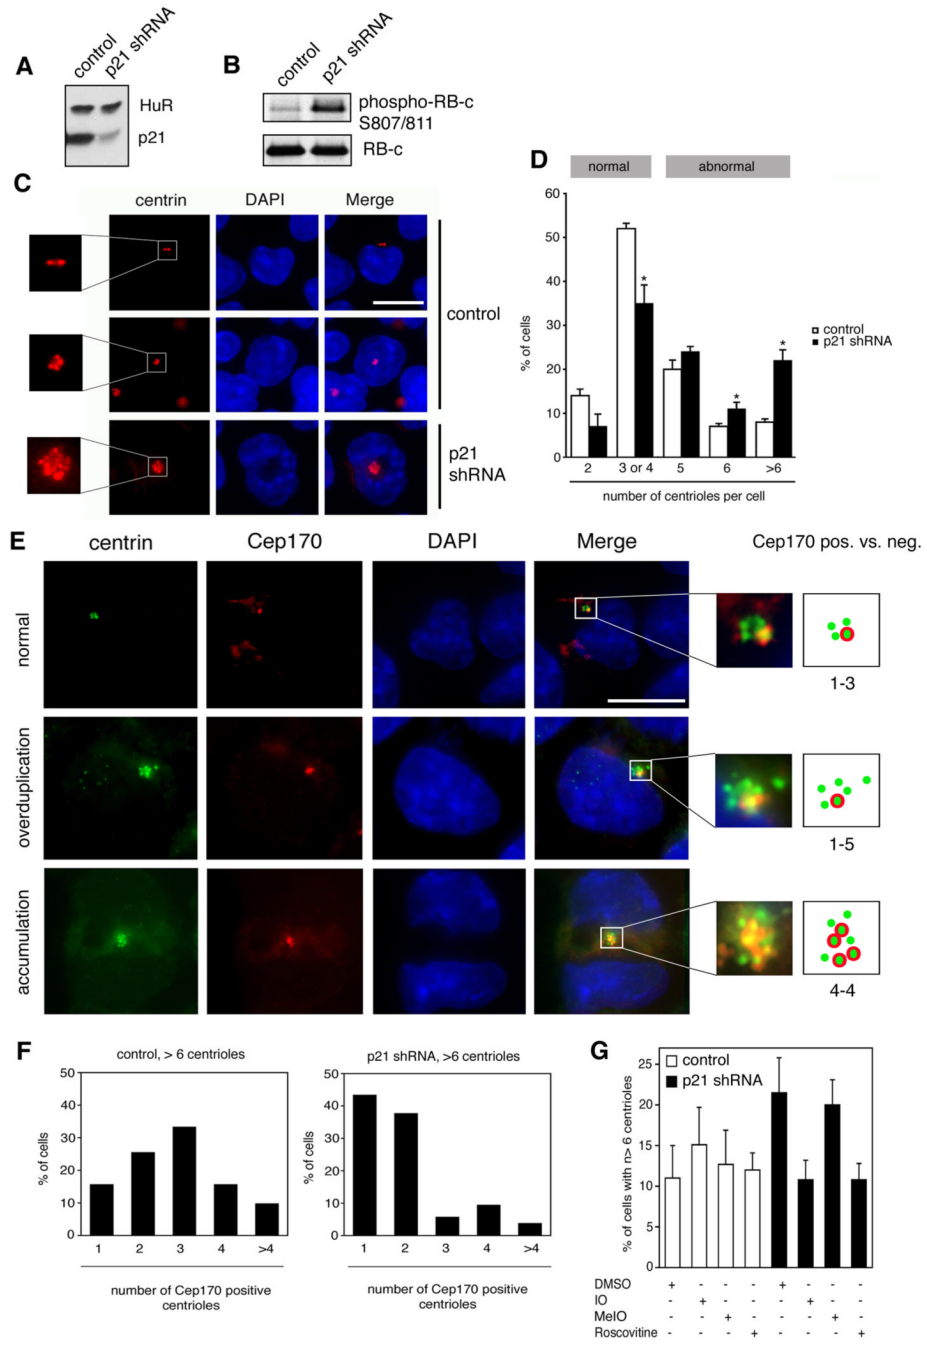 A
control
p21 shRNA
HuR
p21
B
control
p21 shRNA
phospho-RB-c
S807/811
RB-c
C
centrin DAPI Merge
control
p21
shRNA
D
normal abnormal
60
50
40
30
20
10
0
% of cells
control
p21 shRNA
* * *
2 3 or 4 5 6 >6
number of centrioles per cell
E
centrin Cep170 DAPI Merge Cep170 pos. vs. neg.
normal
1-3
overduplication
1-5
accumulation
4-4
F
control, > 6 centrioles
50
40
30
20
10
0
% of cells
1 2 3 4 >4
number of Cep170 positive
centrioles
p21 shRNA, >6 centrioles
50
40
30
20
10
0
% of cells
1 2 3 4 >4
number of Cep170 positive
centrioles
G
control
p21 shRNA
25
20
15
10
5
0
% of cells with n> 6 centrioles
DMSO + - - - + - - -
IO - + - - - + - -
MeIO - - + - - - + -
Roscovitine - - - + - - - +